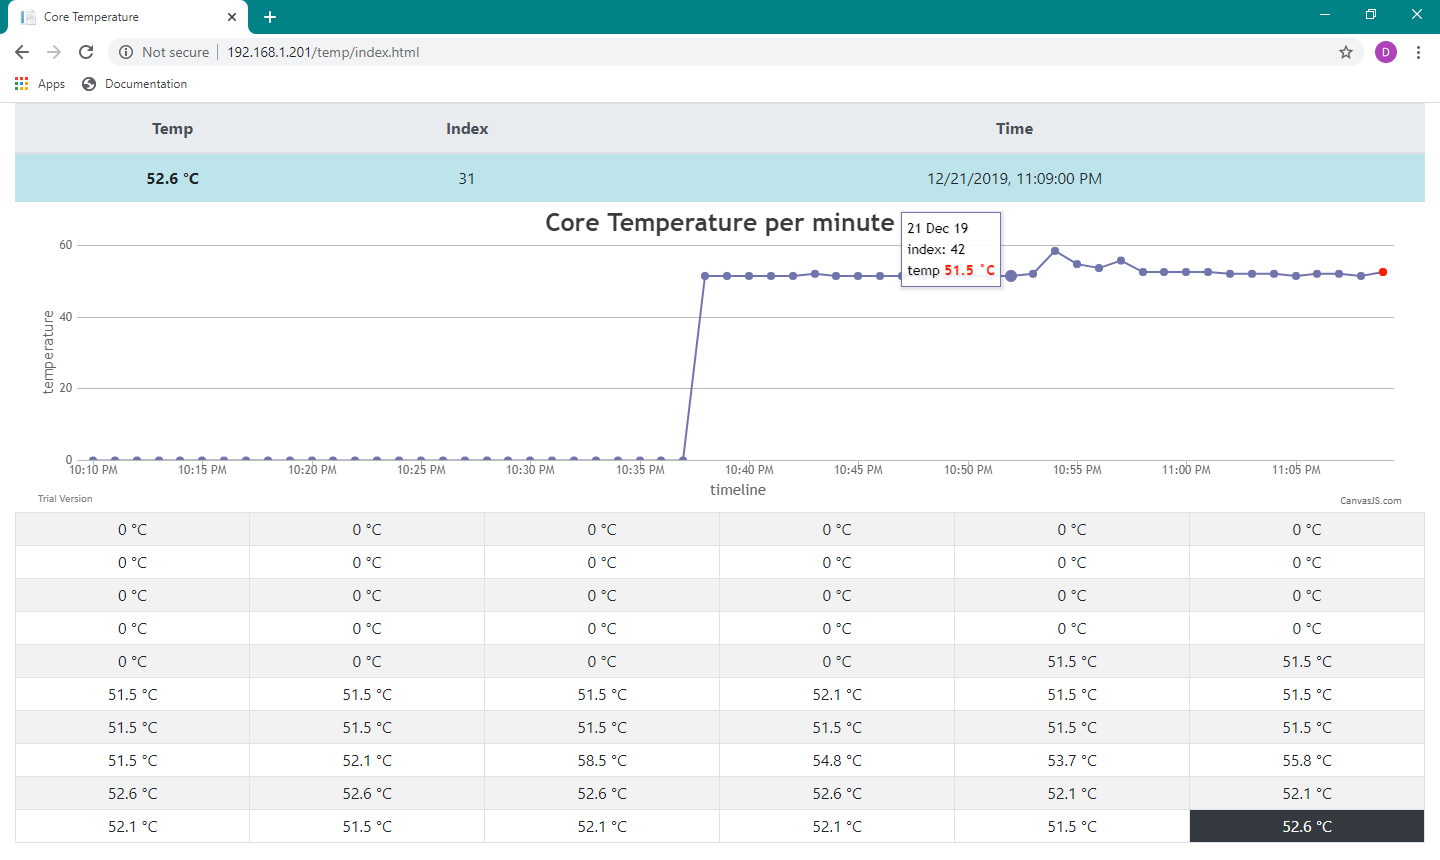 Core Temperature
Not secure 192.168.1.201/temp/index.html D
Apps Documentation
Temp Index Time
52.6 °C 31 12/21/2019, 11:09:00 PM
Core Temperature per minute
21 Dec 19
index: 42
temp 51.5 °C
60
40
20
0
temperature
10:10 PM 10:15 PM 10:20 PM 10:25 PM 10:30 PM 10:35 PM 10:40 PM 10:45 PM 10:50 PM 10:55 PM 11:00 PM 11:05 PM
timeline
Trial Version CanvasJS.com
0 °C 0 °C 0 °C 0 °C 0 °C 0 °C
0 °C 0 °C 0 °C 0 °C 0 °C 0 °C
0 °C 0 °C 0 °C 0 °C 0 °C 0 °C
0 °C 0 °C 0 °C 0 °C 0 °C 0 °C
0 °C 0 °C 0 °C 0 °C 51.5 °C 51.5 °C
51.5 °C 51.5 °C 51.5 °C 52.1 °C 51.5 °C 51.5 °C
51.5 °C 51.5 °C 51.5 °C 51.5 °C 51.5 °C 51.5 °C
51.5 °C 52.1 °C 58.5 °C 54.8 °C 53.7 °C 55.8 °C
52.6 °C 52.6 °C 52.6 °C 52.6 °C 52.1 °C 52.1 °C
52.1 °C 51.5 °C 52.1 °C 52.1 °C 51.5 °C 52.6 °C